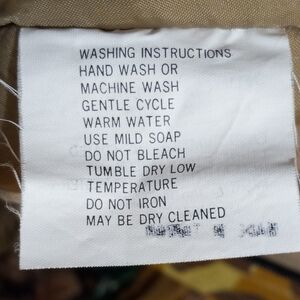 WASHING INSTRUCTIONS
HAND WASH OR
MACHINE WASH
GENTLE CYCLE
WARM WATER
USE MILD SOAP
DO NOT BLEACH
TUMBLE DRY LOW
TEMPERATURE
DO NOT IRON
MAY BE DRY CLEANED